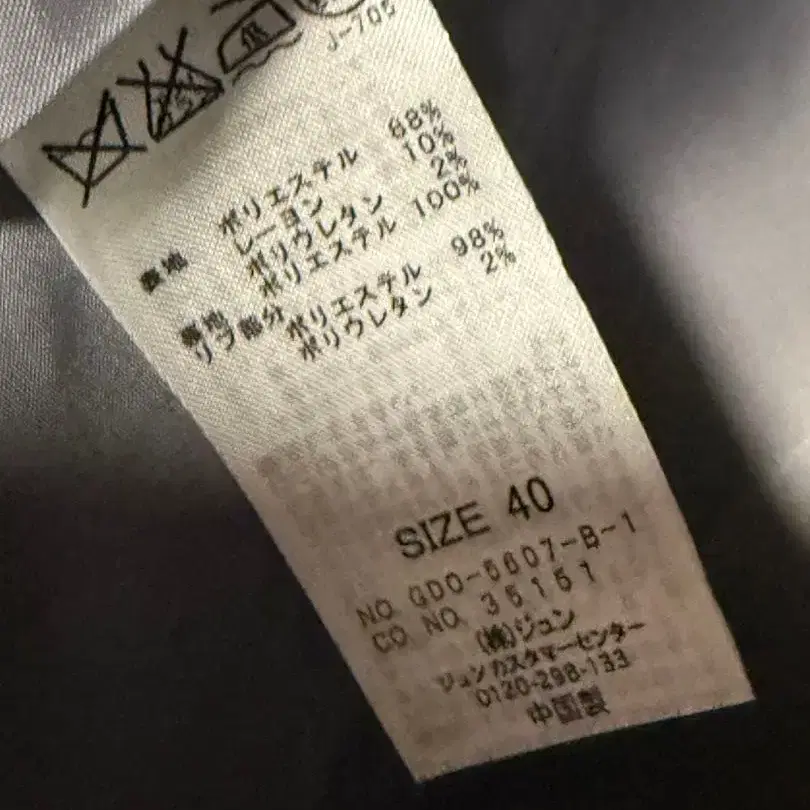 低
J-705
表地 ポリエステル 88%
レーヨン 10%
ポリウレタン 2%
裏地 ポリエステル 100%
リブ部分 ポリエステル 98%
ポリウレタン 2%
SIZE 40
NO. GDO-5607-B-1
CO. NO. 35151
(株)ジュン
ジュンカスタマーセンター
0120-298-133
中国製